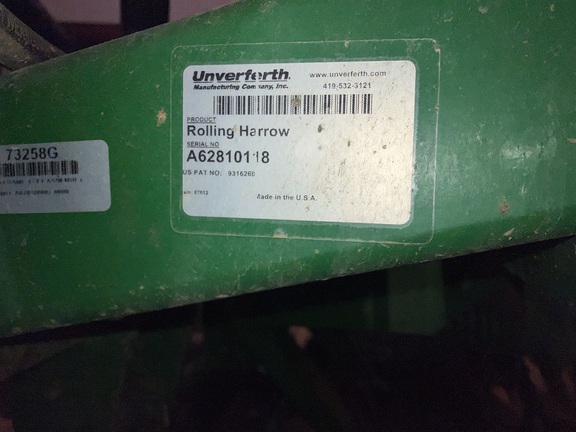 Unverferth
Manufacturing Company, Inc.
www.unverferth.com
419-532-3121
PRODUCT
Rolling Harrow
SERIAL NO
A62810118
US PAT NO: 9316260
Made in the U.S.A.
73258G